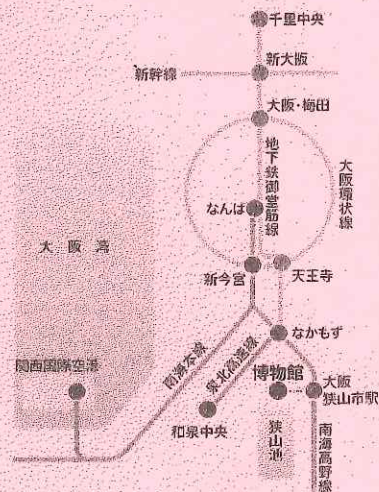 千里中央
新大阪
新幹線
大阪・梅田
地下鉄御堂筋線
大阪環状線
なんば
大阪湾
新今宮
天王寺
なかもず
南海本線
泉北高速線
関西国際空港
博物館
大阪
狭山市駅
和泉中央
狭山池
南海高野線